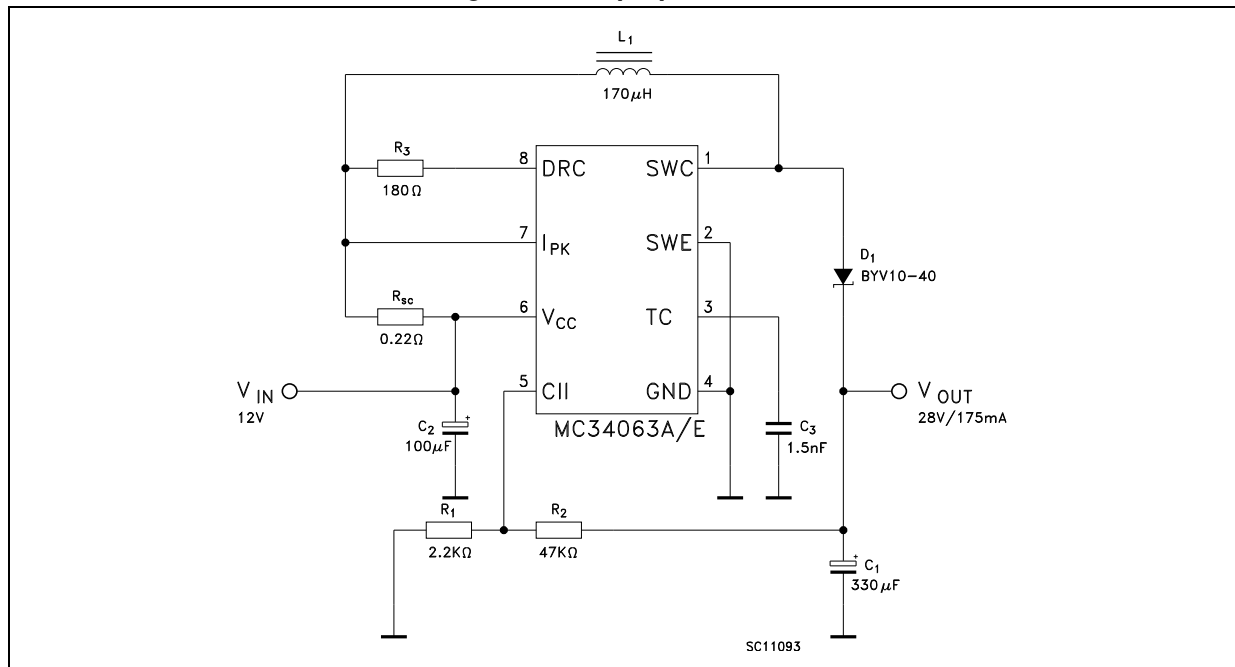 L1
170μH
R3
180Ω
8 DRC
SWC 1
7 IPK
SWE 2
D1
BYV10-40
Rsc
0.22Ω
6 VCC
TC 3
VIN
12V
5 CII
GND 4
VOUT
28V/175mA
C2 +
100μF
MC34063A/E
C3
1.5nF
R1
2.2KΩ
R2
47KΩ
C1 +
330μF
SC11093